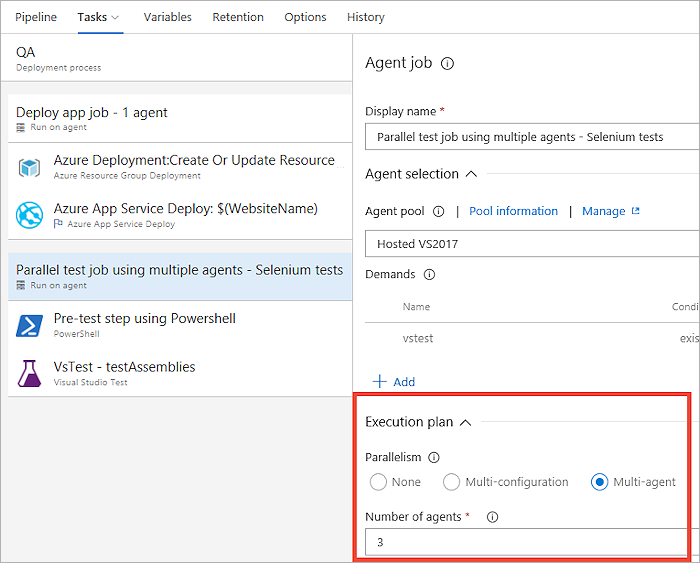 Pipeline Tasks Variables Retention Options History
QA
Deployment process
Deploy app job - 1 agent
Run on agent
Azure Deployment:Create Or Update Resource
Azure Resource Group Deployment
Azure App Service Deploy: $(WebsiteName)
Azure App Service Deploy
Parallel test job using multiple agents - Selenium tests
Run on agent
Pre-test step using Powershell
PowerShell
VsTest - testAssemblies
Visual Studio Test
Agent job
Display name *
Parallel test job using multiple agents - Selenium tests
Agent selection
Agent pool | Pool information | Manage
Hosted VS2017
Demands
Name Condi
vstest exis
Add
Execution plan
Parallelism
None Multi-configuration Multi-agent
Number of agents *
3